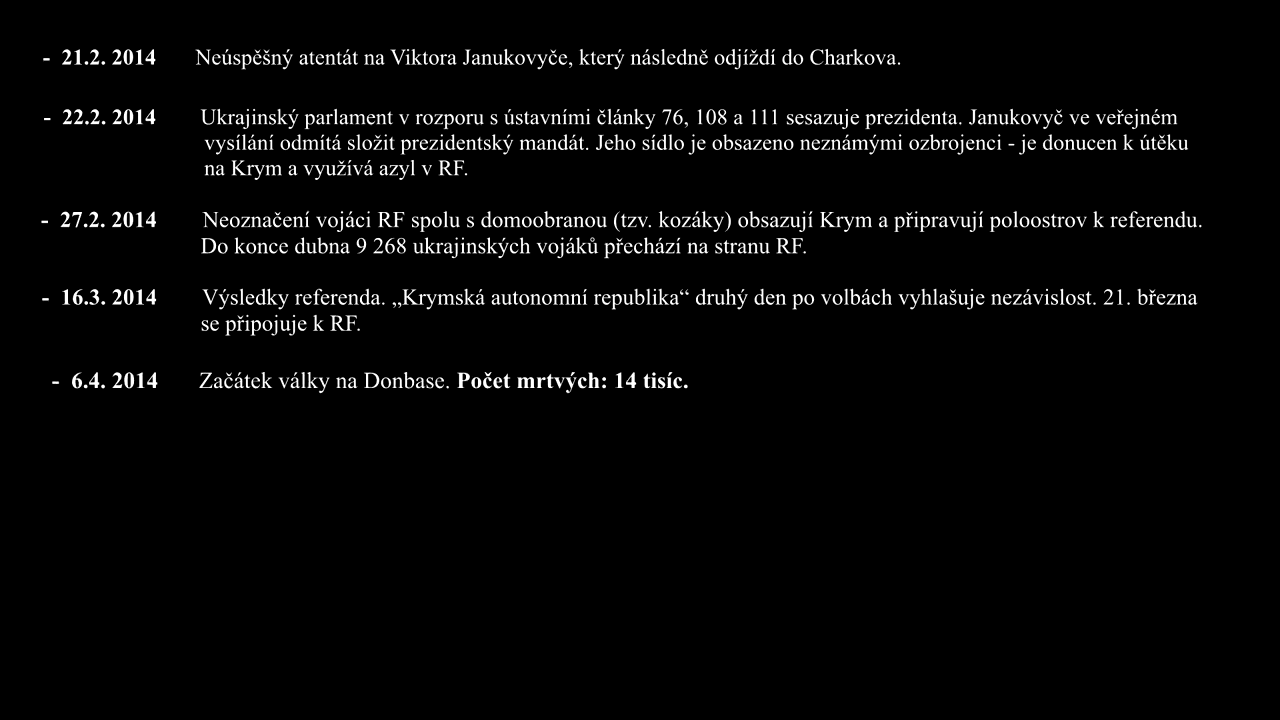 - 21.2. 2014 Neúspěšný atentát na Viktora Janukovyče, který následně odjíždí do Charkova.
- 22.2. 2014 Ukrajinský parlament v rozporu s ústavními články 76, 108 a 111 sesazuje prezidenta. Janukovyč ve veřejném
vysílání odmítá složit prezidentský mandát. Jeho sídlo je obsazeno neznámými ozbrojenci - je donucen k útěku
na Krym a využívá azyl v RF.
- 27.2. 2014 Neoznačení vojáci RF spolu s domoobranou (tzv. kozáky) obsazují Krym a připravují poloostrov k referendu.
Do konce dubna 9 268 ukrajinských vojáků přechází na stranu RF.
- 16.3. 2014 Výsledky referenda. „Krymská autonomní republika“ druhý den po volbách vyhlašuje nezávislost. 21. března
se připojuje k RF.
- 6.4. 2014 Začátek války na Donbase. Počet mrtvých: 14 tisíc.